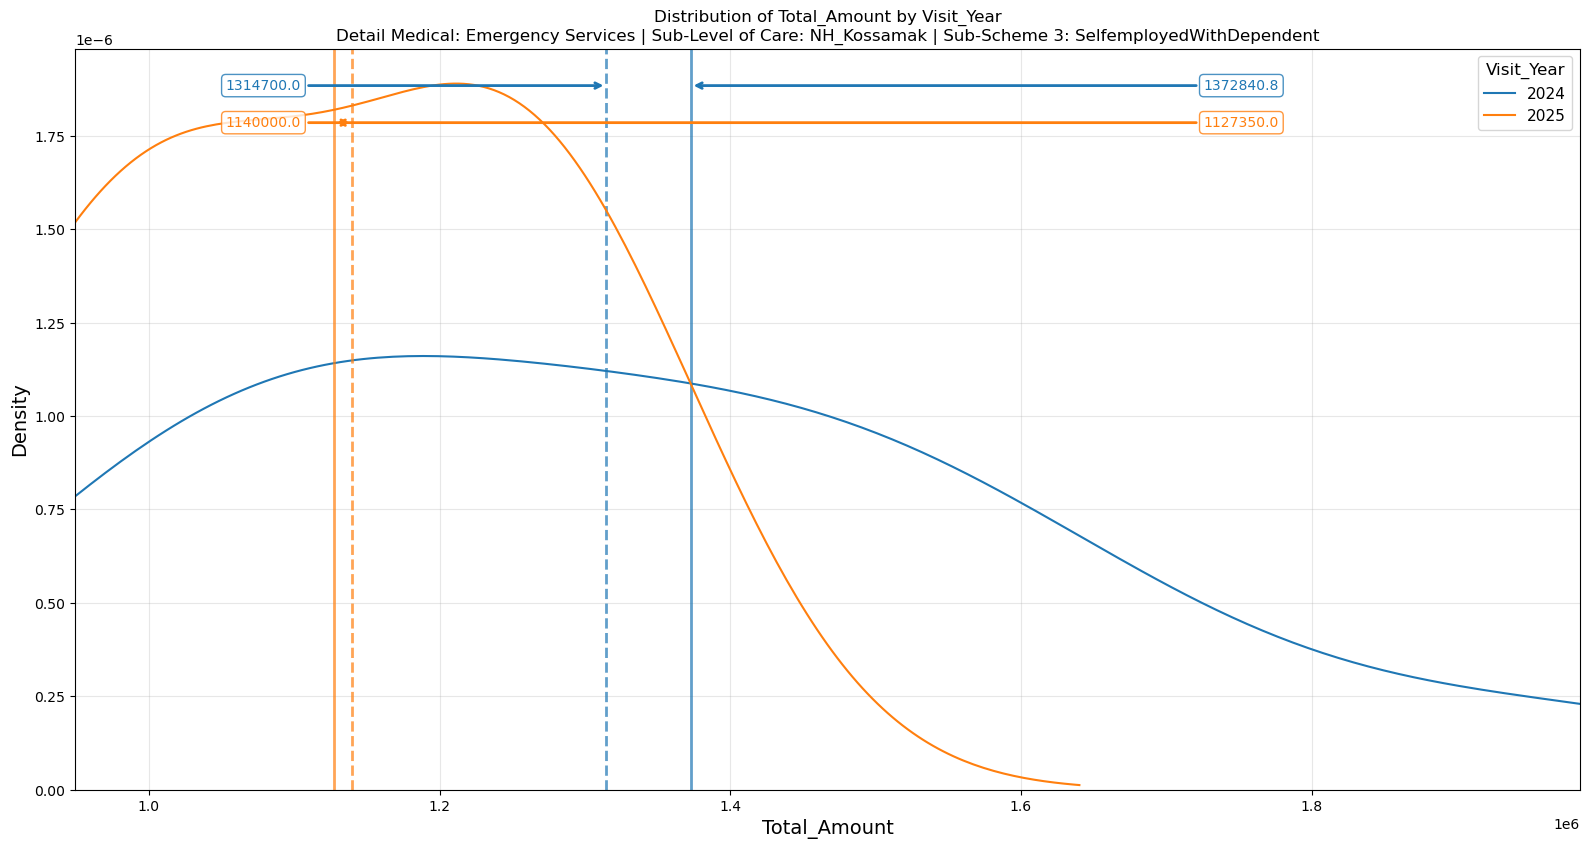 Distribution of Total_Amount by Visit_Year
Detail Medical: Emergency Services | Sub-Level of Care: NH_Kossamak | Sub-Scheme 3: SelfemployedWithDependent
1e−6
1314700.0
1372840.8
1140000.0
1127350.0
Visit_Year
2024
2025
1.75
1.50
1.25
1.00
0.75
0.50
0.25
0.00
Density
1.0
1.2
1.4
1.6
1.8
1e6
Total_Amount